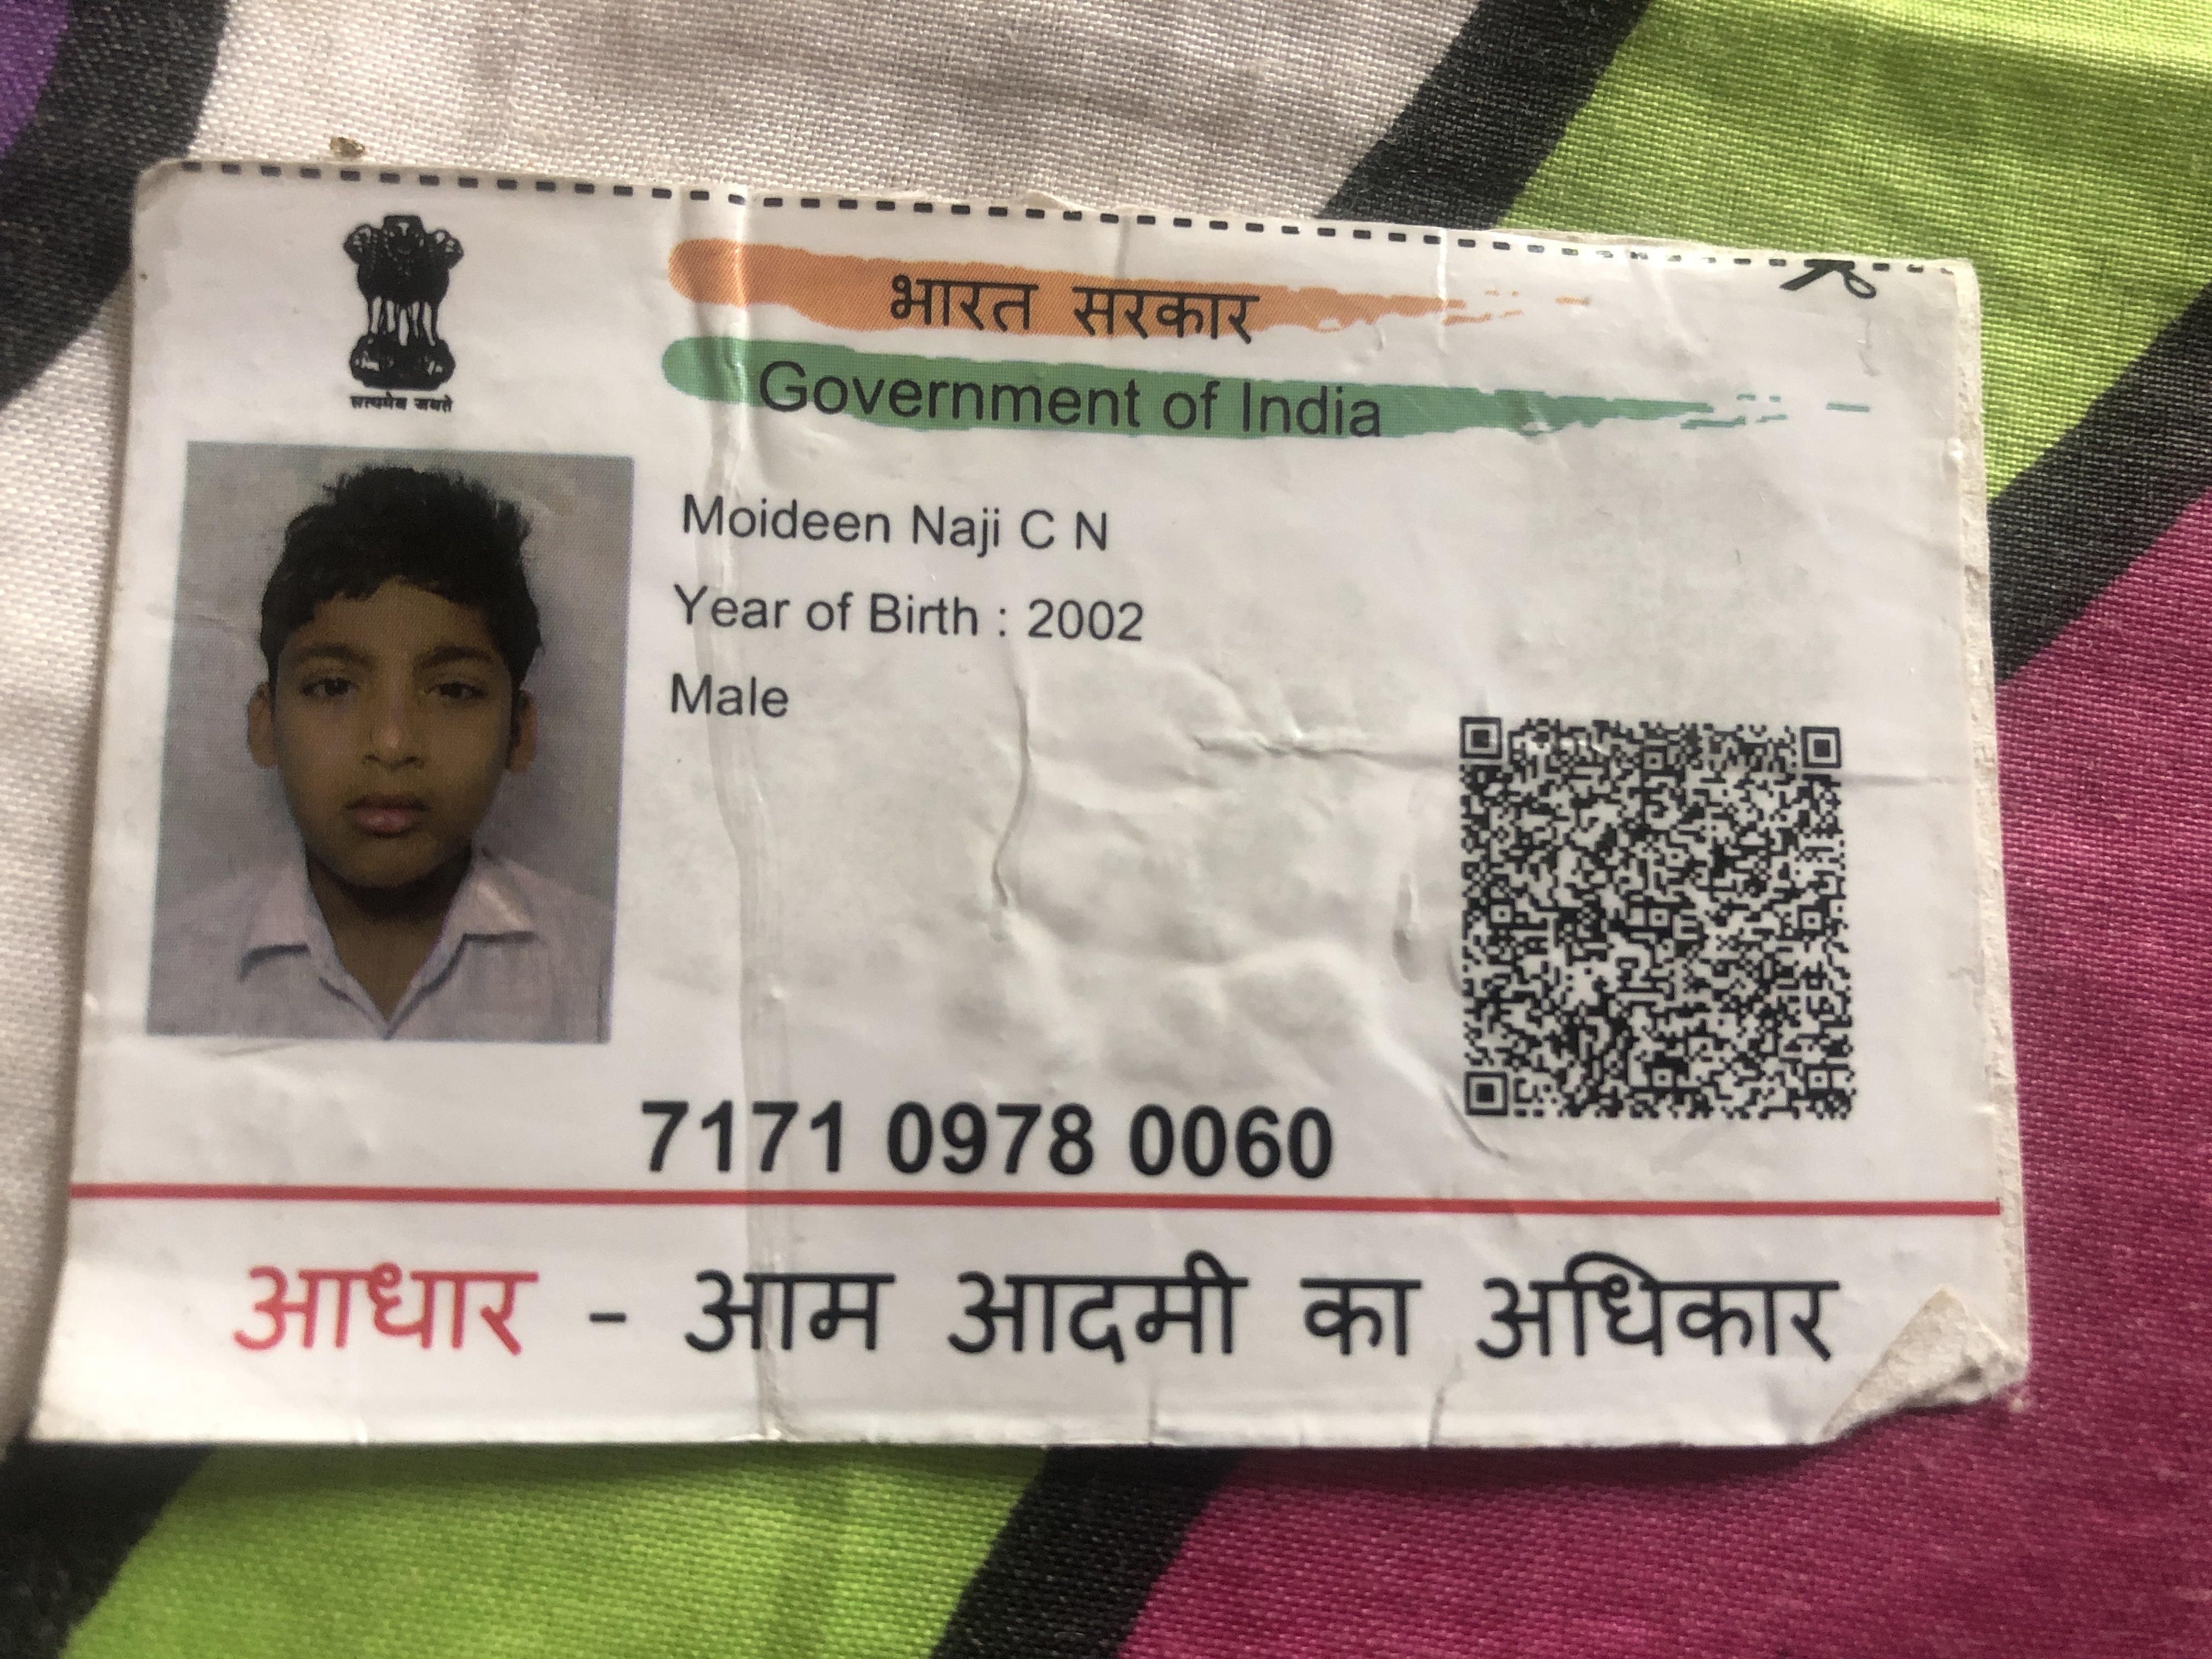 भारत सरकार
Government of India
सत्यमेव जयते
Moideen Naji C N
Year of Birth : 2002
Male
7171 0978 0060
आधार - आम आदमी का अधिकार